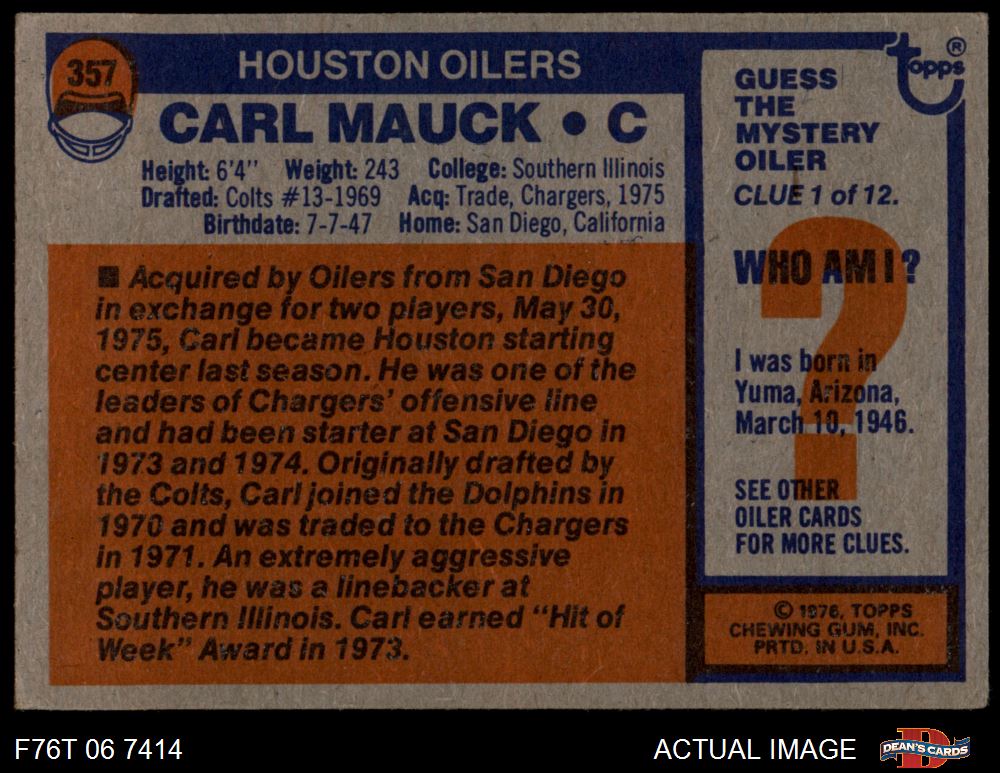 357
HOUSTON OILERS
CARL MAUCK • C
Height: 6'4" Weight: 243 College: Southern Illinois
Drafted: Colts #13-1969 Acq: Trade, Chargers, 1975
Birthdate: 7-7-47 Home: San Diego, California
■ Acquired by Oilers from San Diego
in exchange for two players, May 30,
1975, Carl became Houston starting
center last season. He was one of the
leaders of Chargers' offensive line
and had been starter at San Diego in
1973 and 1974. Originally drafted by
the Colts, Carl joined the Dolphins in
1970 and was traded to the Chargers
in 1971. An extremely aggressive
player, he was a linebacker at
Southern Illinois. Carl earned "Hit of
Week" Award in 1973.
Topps ®
GUESS
THE
MYSTERY
OILER
CLUE 1 of 12.
WHO AM I ?
?
I was born in
Yuma, Arizona,
March 10, 1946.
SEE OTHER
OILER CARDS
FOR MORE CLUES.
© 1976, TOPPS
CHEWING GUM, INC.
PRTD. IN U.S.A.
F76T 06 7414
ACTUAL IMAGE
D
DEAN'S CARDS